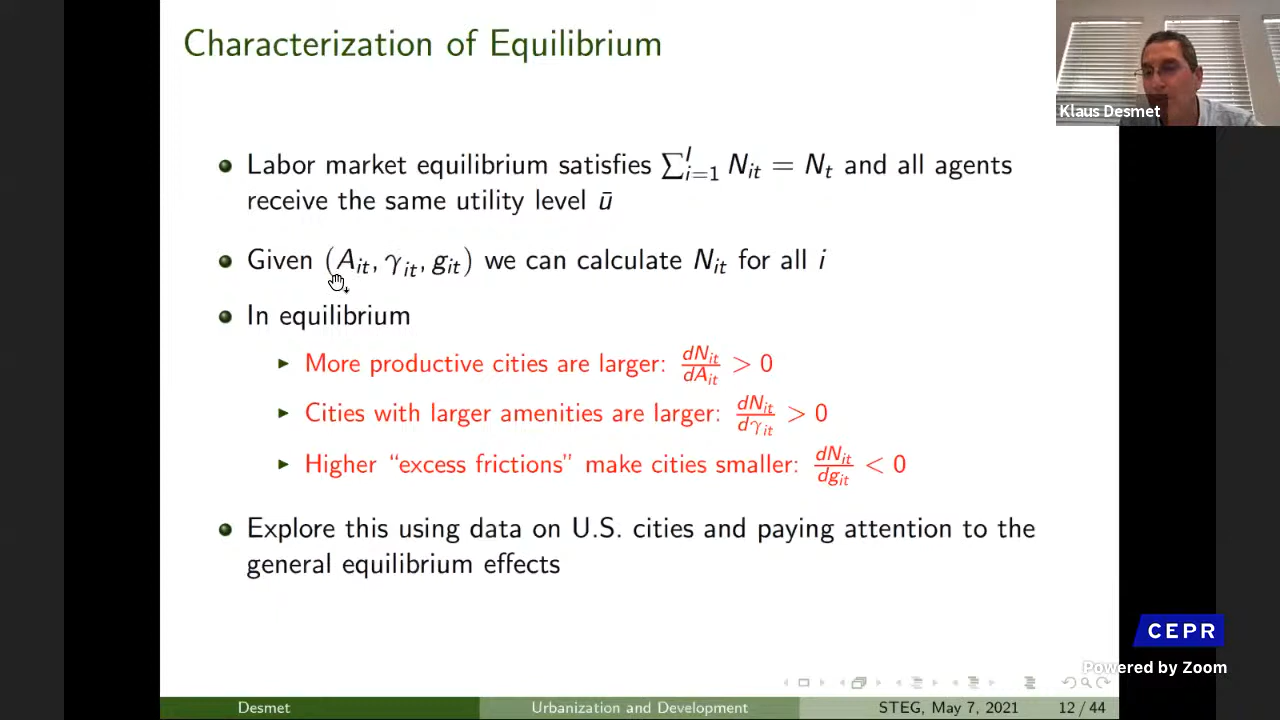 Characterization of Equilibrium
Klaus Desmet
Labor market equilibrium satisfies ∑ᴵᵢ₌₁ Nᵢₜ = Nₜ and all agents
receive the same utility level ū
Given (Aᵢₜ, γᵢₜ, gᵢₜ) we can calculate Nᵢₜ for all i
In equilibrium
More productive cities are larger: dNᵢₜ/dAᵢₜ > 0
Cities with larger amenities are larger: dNᵢₜ/dγᵢₜ > 0
Higher “excess frictions” make cities smaller: dNᵢₜ/dgᵢₜ < 0
Explore this using data on U.S. cities and paying attention to the
general equilibrium effects
CEPR
Powered by Zoom
Desmet Urbanization and Development STEG, May 7, 2021 12 / 44